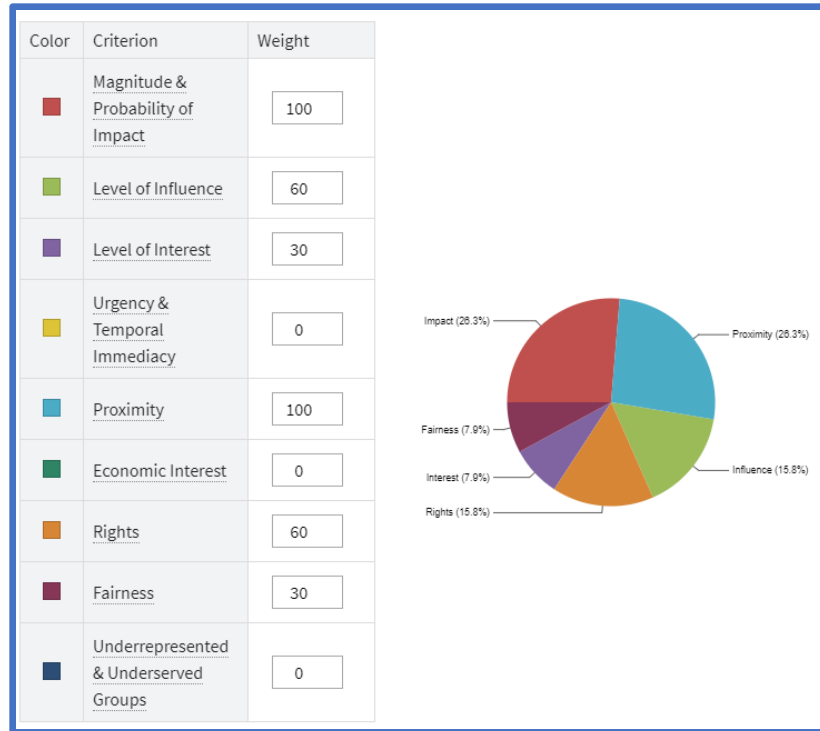 Color Criterion Weight
Magnitude &
Probability of
Impact
100
Level of Influence 60
Level of Interest 30
Urgency &
Temporal
Immediacy
0
Proximity 100
Economic Interest 0
Rights 60
Fairness 30
Underrepresented
& Underserved
Groups
0
Impact (26.3%)
Proximity (26.3%)
Fairness (7.9%)
Interest (7.9%)
Influence (15.8%)
Rights (15.8%)